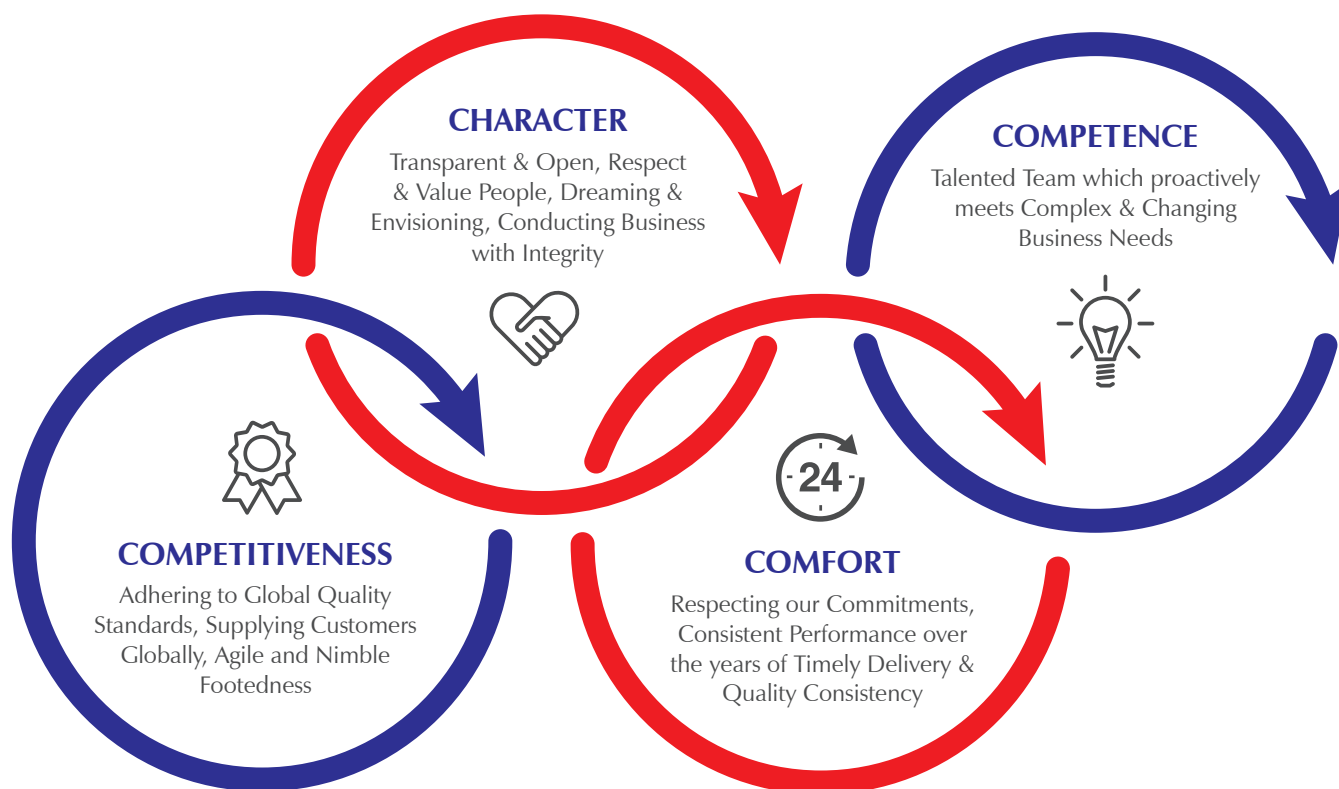 CHARACTER
Transparent & Open, Respect
& Value People, Dreaming &
Envisioning, Conducting Business
with Integrity
COMPETENCE
Talented Team which proactively
meets Complex & Changing
Business Needs
COMPETITIVENESS
Adhering to Global Quality
Standards, Supplying Customers
Globally, Agile and Nimble
Footedness
24
COMFORT
Respecting our Commitments,
Consistent Performance over
the years of Timely Delivery &
Quality Consistency